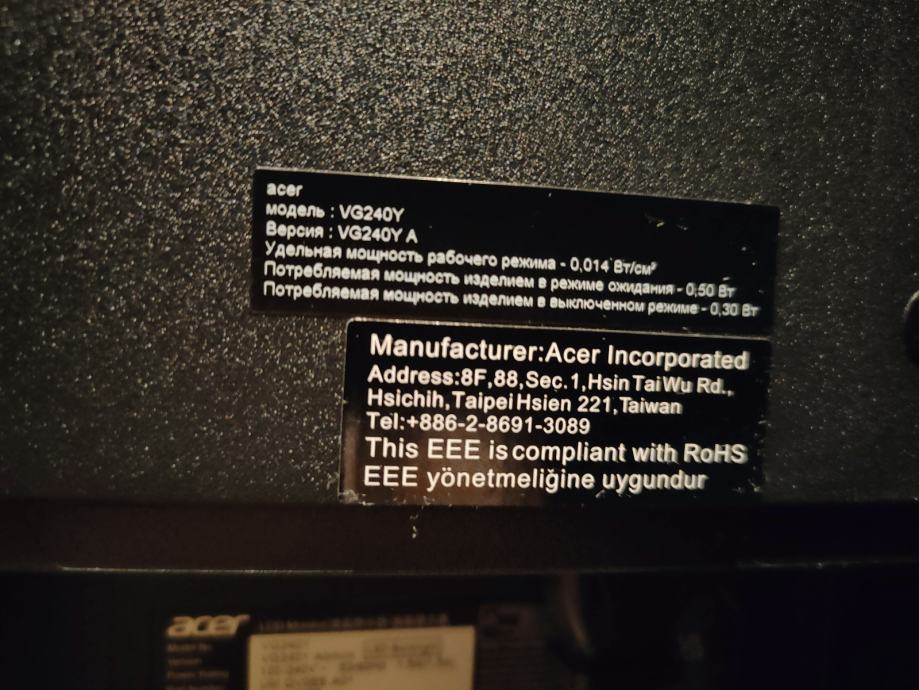 acer
модель : VG240Y
Версия : VG240Y A
Удельная мощность рабочего режима - 0,014 Вт/см²
Потребляемая мощность изделием в режиме ожидания - 0,50 Вт
Потребляемая мощность изделием в выключенном режиме - 0,30 Вт
Manufacturer:Acer Incorporated
Address:8F,88,Sec.1,Hsin TaiWu Rd.,
Hsichih,Taipei Hsien 221,Taiwan
Tel:+886-2-8691-3089
This EEE is compliant with RoHS
EEE yönetmeliğine uygundur
acer